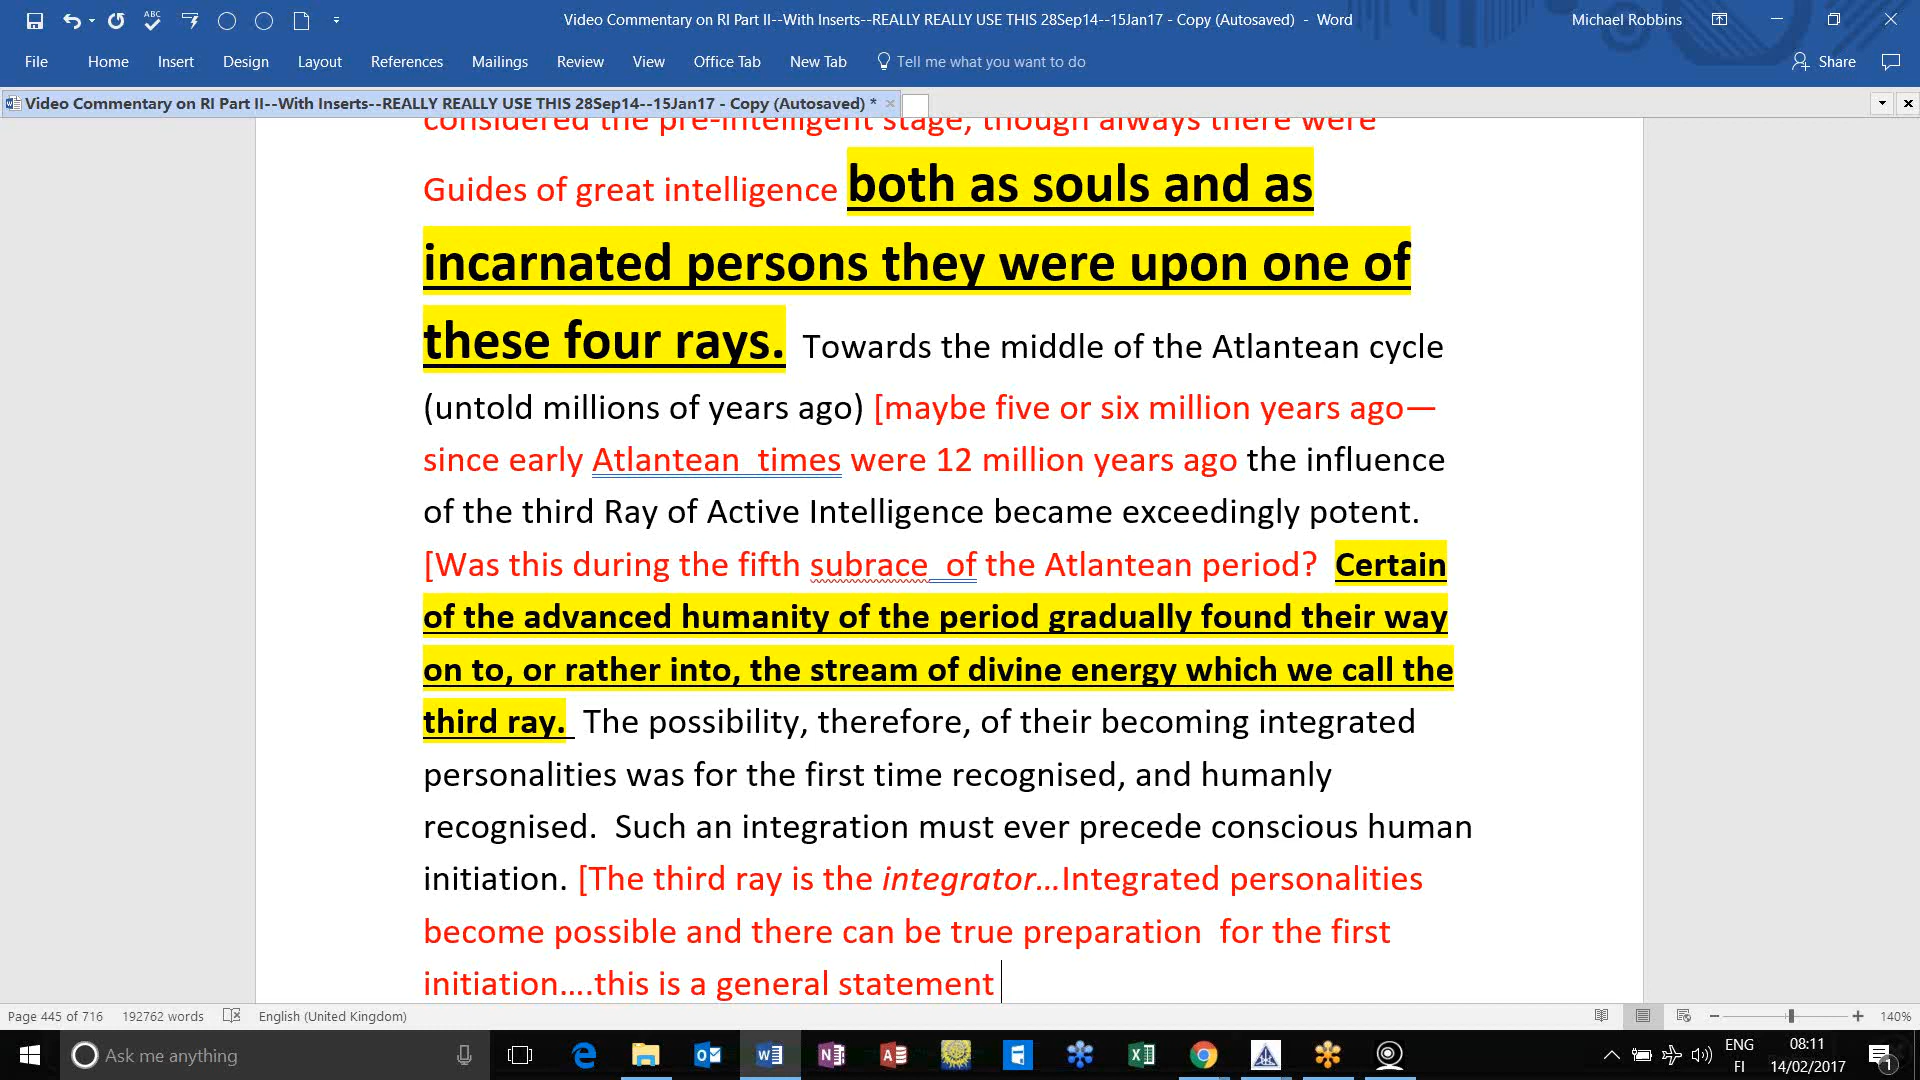 ABC
Video Commentary on RI Part II--With Inserts--REALLY REALLY USE THIS 28Sep14--15Jan17 - Copy (Autosaved) - Word
Michael Robbins
File Home Insert Design Layout References Mailings Review View Office Tab New Tab Tell me what you want to do Share
Video Commentary on RI Part II--With Inserts--REALLY REALLY USE THIS 28Sep14--15Jan17 - Copy (Autosaved) *
considered the pre-intelligent stage, though always there were
Guides of great intelligence both as souls and as
incarnated persons they were upon one of
these four rays. Towards the middle of the Atlantean cycle
(untold millions of years ago) [maybe five or six million years ago—
since early Atlantean times were 12 million years ago the influence
of the third Ray of Active Intelligence became exceedingly potent.
[Was this during the fifth subrace of the Atlantean period? Certain
of the advanced humanity of the period gradually found their way
on to, or rather into, the stream of divine energy which we call the
third ray. The possibility, therefore, of their becoming integrated
personalities was for the first time recognised, and humanly
recognised. Such an integration must ever precede conscious human
initiation. [The third ray is the integrator…Integrated personalities
become possible and there can be true preparation for the first
initiation….this is a general statement
Page 445 of 716 192762 words English (United Kingdom) 140%
Ask me anything
ENG
FI
08:11
14/02/2017
1